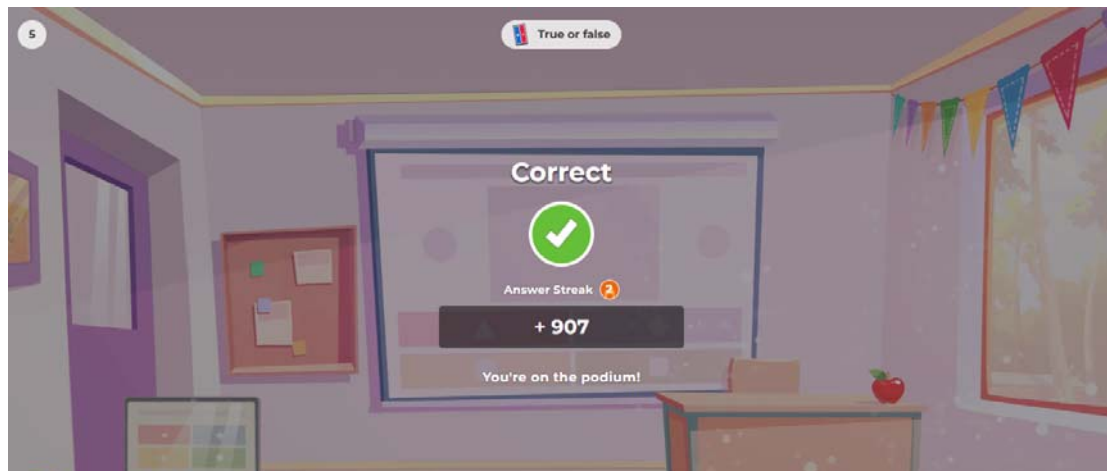 5
True or false
Correct
Answer Streak 2
+ 907
You're on the podium!